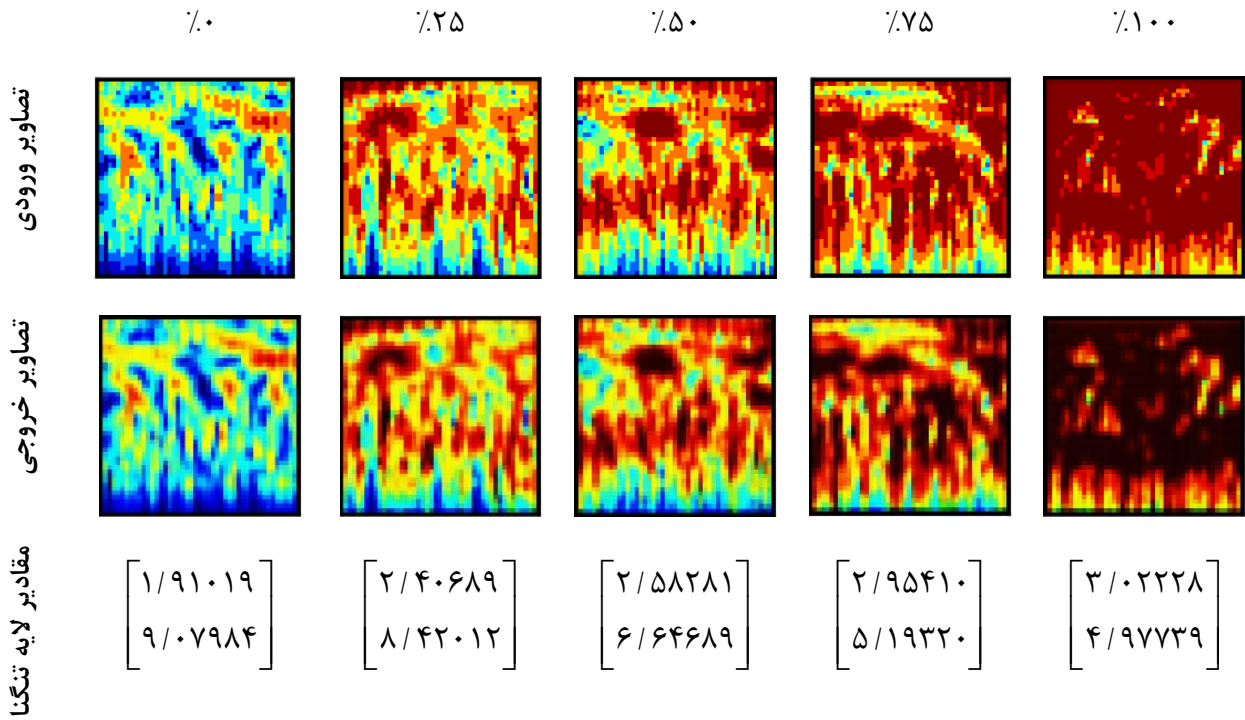 ٪۰ ٪۲۵ ٪۵۰ ٪۷۵ ٪۱۰۰
تصاویر ورودی
تصاویر خروجی
مقادیر لایه تنگنا
۱/۹۱۰۱۹ ۲/۴۰۶۸۹ ۲/۵۸۲۸۱ ۲/۹۵۴۱۰ ۳/۰۲۲۲۸
۹/۰۷۹۸۴ ۸/۴۲۰۱۲ ۶/۶۴۶۸۹ ۵/۱۹۳۲۰ ۴/۹۷۷۳۹